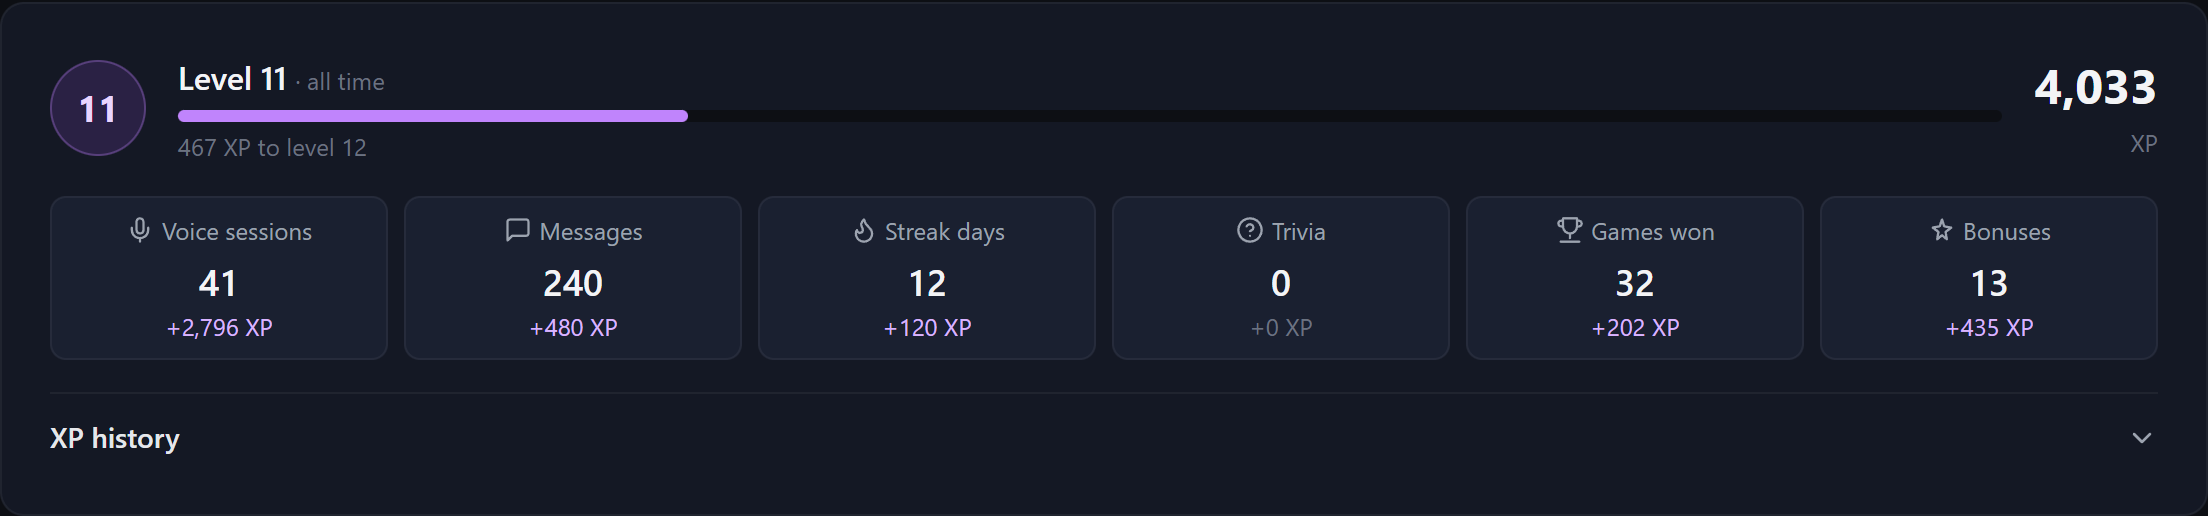 11
Level 11 · all time
467 XP to level 12
4,033
XP
Voice sessions
41
+2,796 XP
Messages
240
+480 XP
Streak days
12
+120 XP
Trivia
0
+0 XP
Games won
32
+202 XP
Bonuses
13
+435 XP
XP history